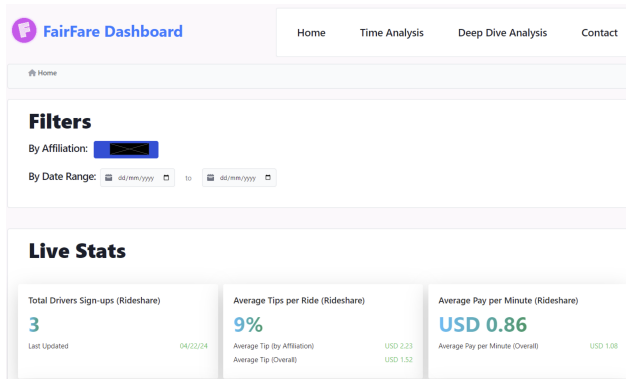 FairFare Dashboard
Home Time Analysis Deep Dive Analysis Contact
Home
Filters
By Affiliation:
By Date Range: dd/mm/yyyy to dd/mm/yyyy
Live Stats
Total Drivers Sign-ups (Rideshare)
3
Last Updated 04/22/24
Average Tips per Ride (Rideshare)
9%
Average Tip (by Affiliation) USD 2.23
Average Tip (Overall) USD 1.52
Average Pay per Minute (Rideshare)
USD 0.86
Average Pay per Minute (Overall) USD 1.08